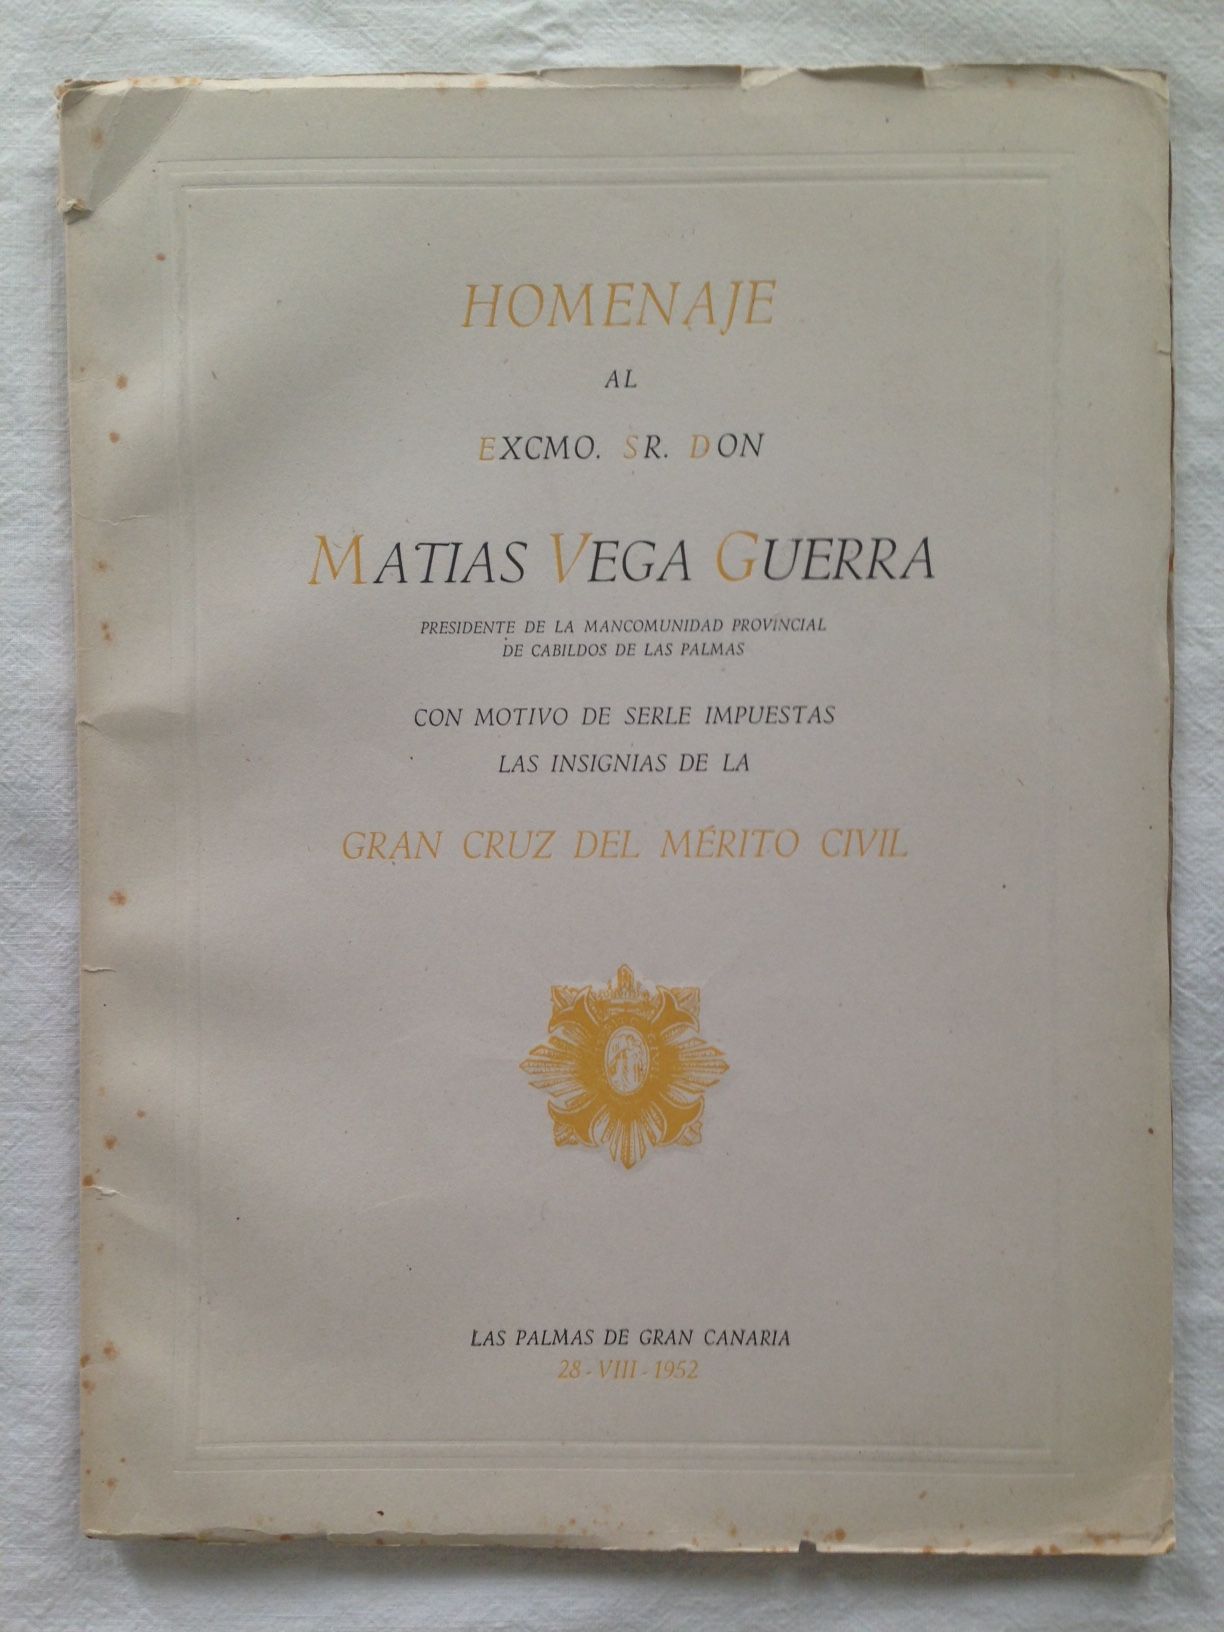 HOMENAJE
AL
EXCMO. SR. DON
MATIAS VEGA GUERRA
PRESIDENTE DE LA MANCOMUNIDAD PROVINCIAL
DE CABILDOS DE LAS PALMAS
CON MOTIVO DE SERLE IMPUESTAS
LAS INSIGNIAS DE LA
GRAN CRUZ DEL MÉRITO CIVIL
LAS PALMAS DE GRAN CANARIA
28-VIII-1952